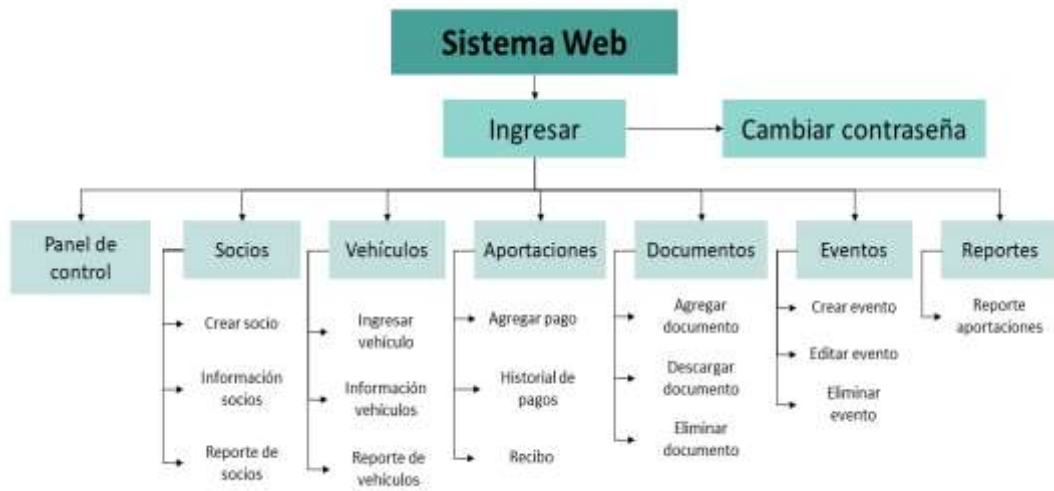 Sistema Web
Ingresar
Cambiar contraseña
Panel de
control
Socios
Vehículos
Aportaciones
Documentos
Eventos
Reportes
Crear socio
Información
socios
Reporte de
socios
Ingresar
vehículo
Información
vehículos
Reporte de
vehículos
Agregar pago
Historial de
pagos
Recibo
Agregar
documento
Descargar
documento
Eliminar
documento
Crear evento
Editar evento
Eliminar
evento
Reporte
aportaciones